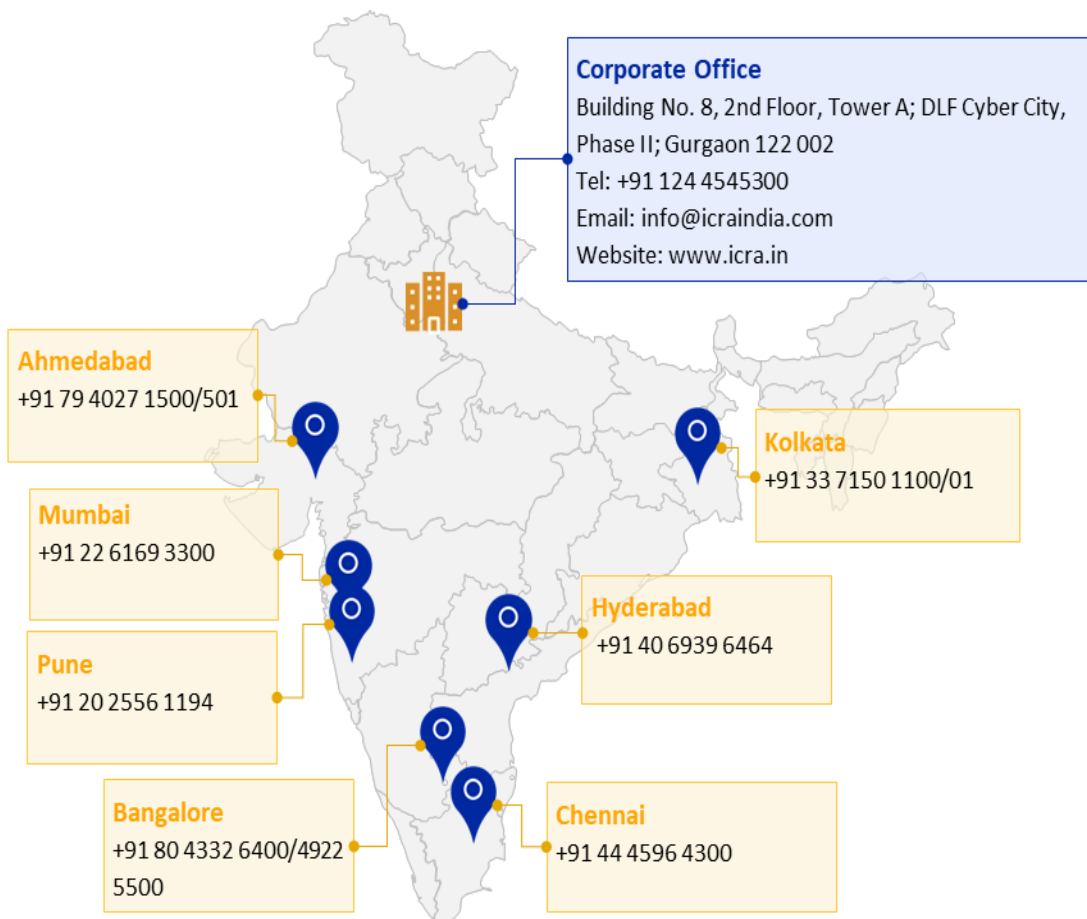 Corporate Office
Building No. 8, 2nd Floor, Tower A; DLF Cyber City,
Phase II; Gurgaon 122 002
Tel: +91 124 4545300
Email: info@icraindia.com
Website: www.icra.in
Ahmedabad
+91 79 4027 1500/501
Kolkata
+91 33 7150 1100/01
Mumbai
+91 22 6169 3300
Hyderabad
+91 40 6939 6464
Pune
+91 20 2556 1194
Bangalore
+91 80 4332 6400/4922
5500
Chennai
+91 44 4596 4300